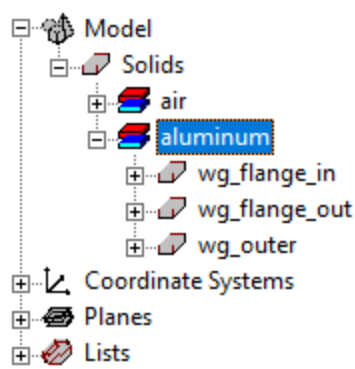 Model
Solids
air
aluminum
wg_flange_in
wg_flange_out
wg_outer
Coordinate Systems
Planes
Lists